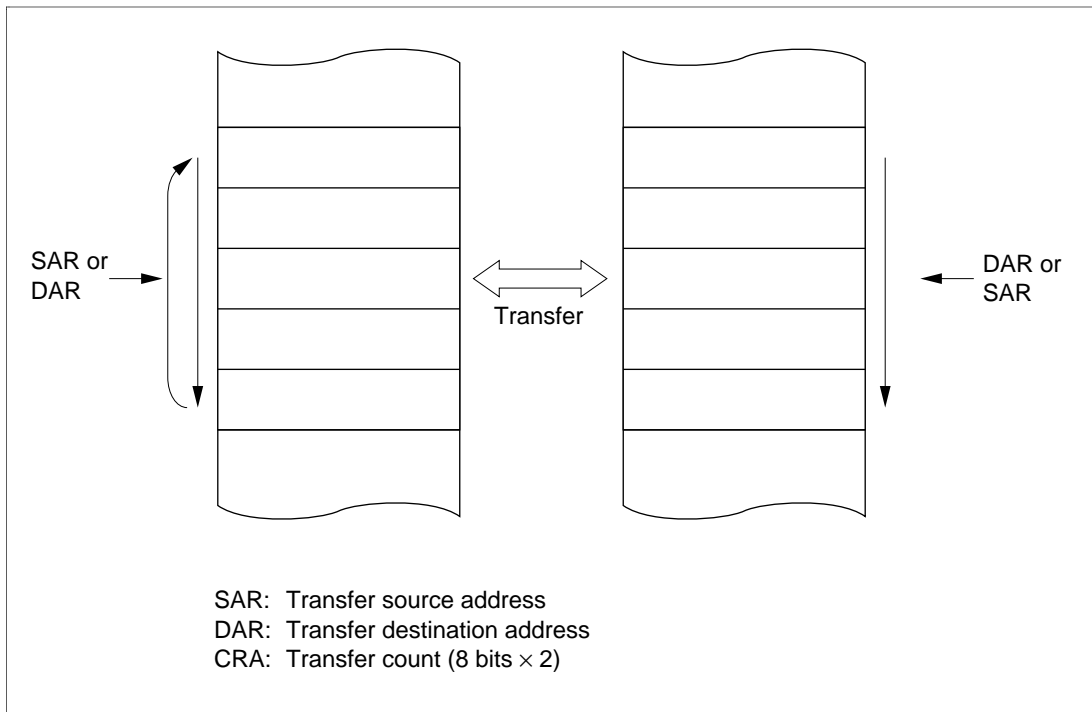 SAR or
DAR
Transfer
DAR or
SAR
SAR: Transfer source address
DAR: Transfer destination address
CRA: Transfer count (8 bits × 2)